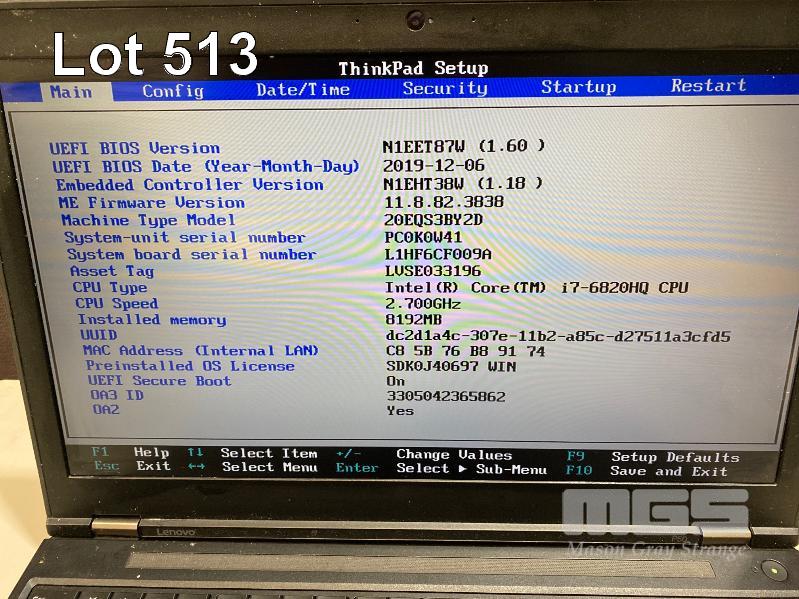 Lot 513
ThinkPad Setup
Main Config Date/Time Security Startup Restart
UEFI BIOS Version N1EET87W (1.60 )
UEFI BIOS Date (Year-Month-Day) 2019-12-06
Embedded Controller Version N1EHT38W (1.18 )
ME Firmware Version 11.8.82.3838
Machine Type Model 20EQS3BY2D
System-unit serial number PC0K0W41
System board serial number L1HF6CF009A
Asset Tag LVSE033196
CPU Type Intel(R) Core(TM) i7-6820HQ CPU
CPU Speed 2.700GHz
Installed memory 8192MB
UUID dc2d1a4c-307e-11b2-a85c-d27511a3cfd5
MAC Address (Internal LAN) C8 5B 76 B8 91 74
Preinstalled OS License SDK0J40697 WIN
UEFI Secure Boot On
OA3 ID 3305042365862
OA2 Yes
F1 Help ↑↓ Select Item +/- Change Values F9 Setup Defaults
Esc Exit ←→ Select Menu Enter Select ▶ Sub-Menu F10 Save and Exit
Lenovo
MGS
Mason Gray Strange